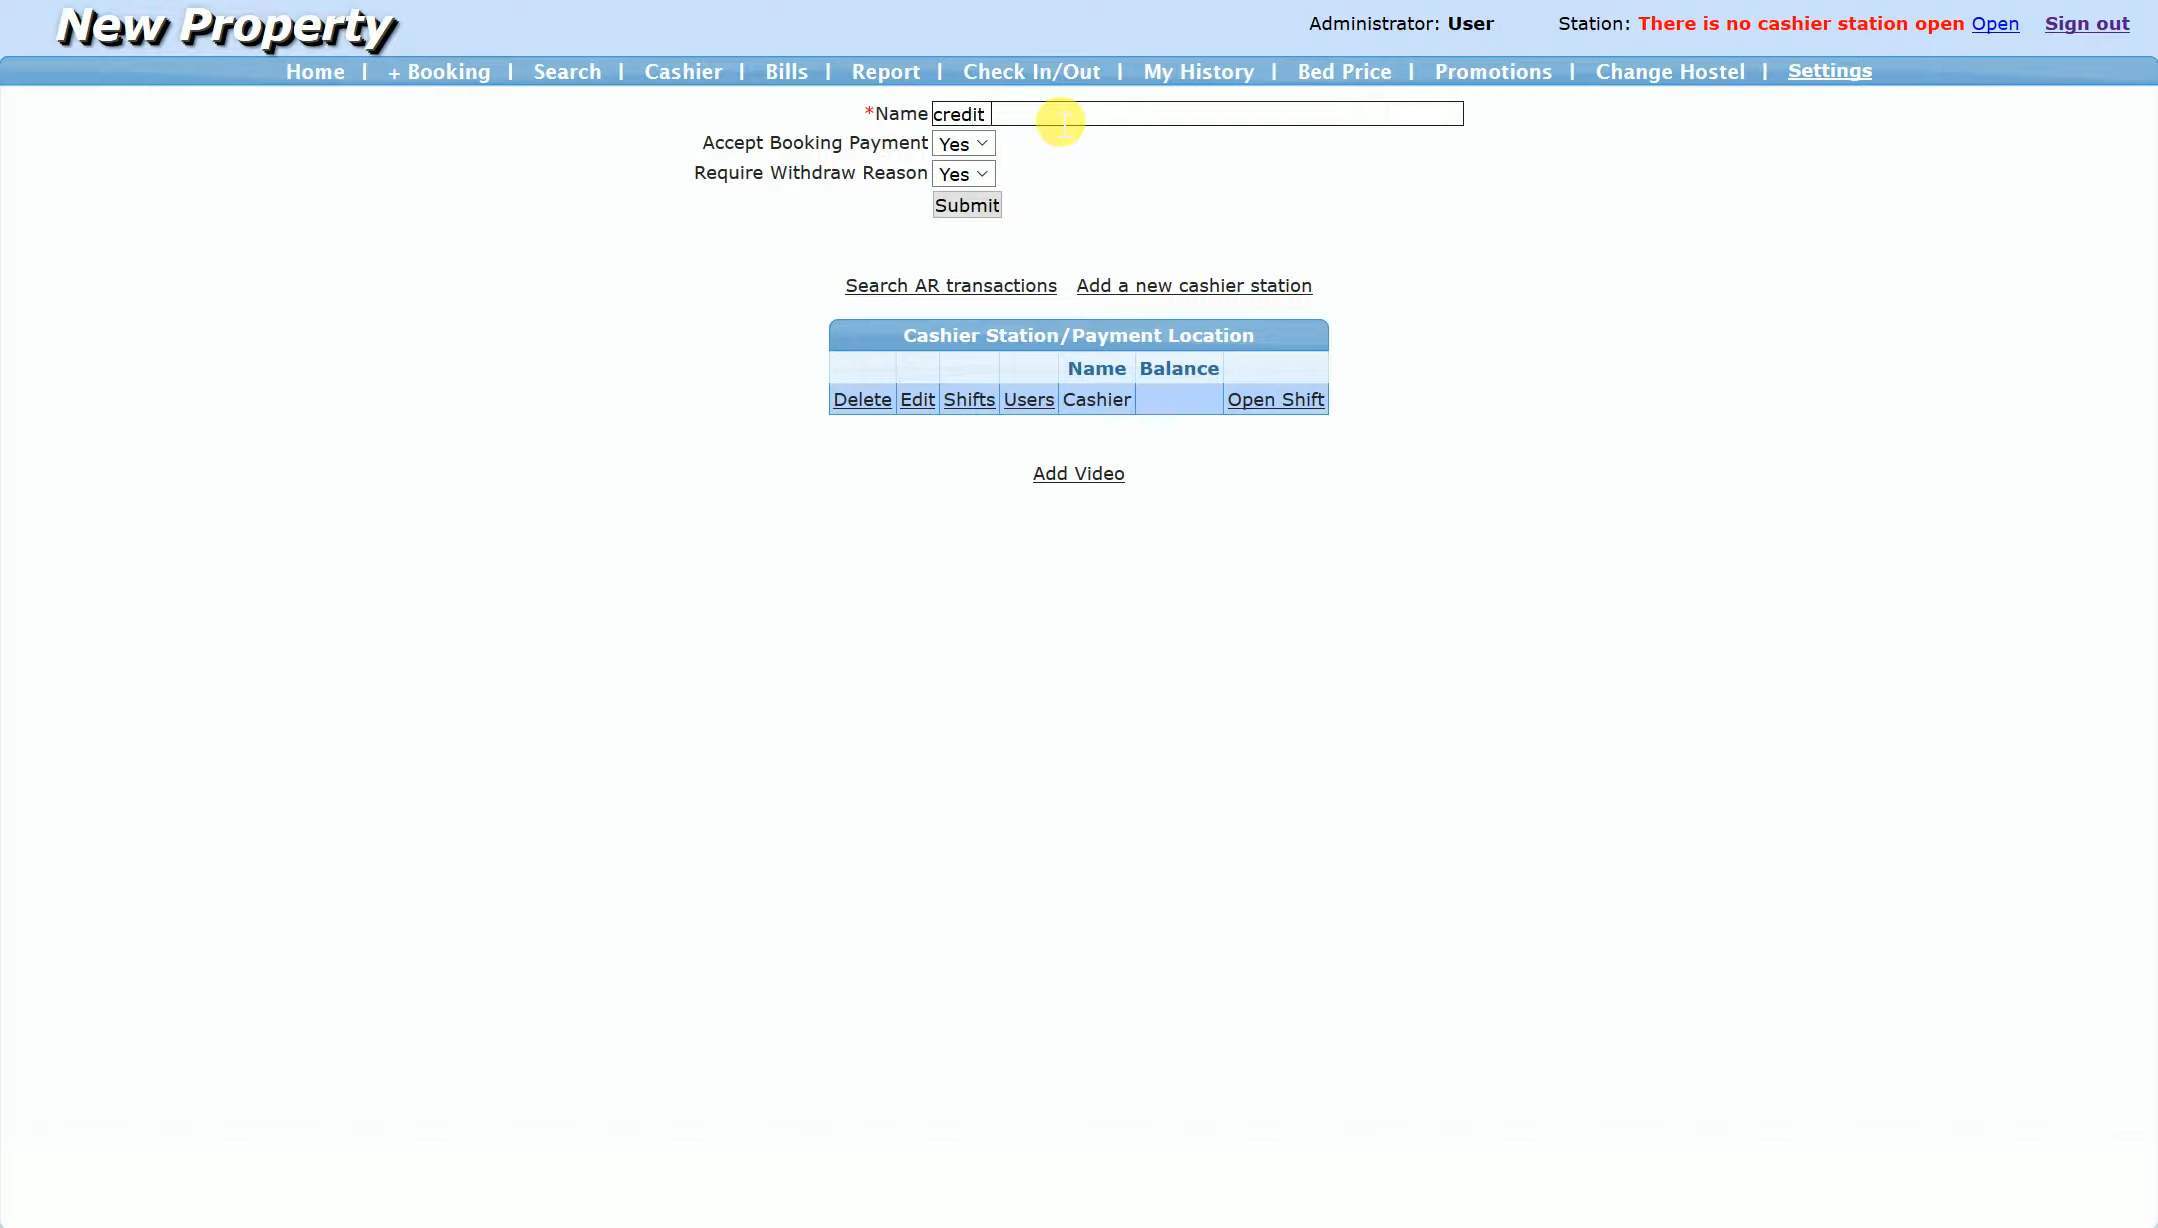 New Property
Administrator: User Station: There is no cashier station open Open Sign out
Home | + Booking | Search | Cashier | Bills | Report | Check In/Out | My History | Bed Price | Promotions | Change Hostel | Settings
*Name credit
Accept Booking Payment Yes
Require Withdraw Reason Yes
Submit
Search AR transactions Add a new cashier station
Cashier Station/Payment Location
Name Balance
Delete Edit Shifts Users Cashier Open Shift
Add Video